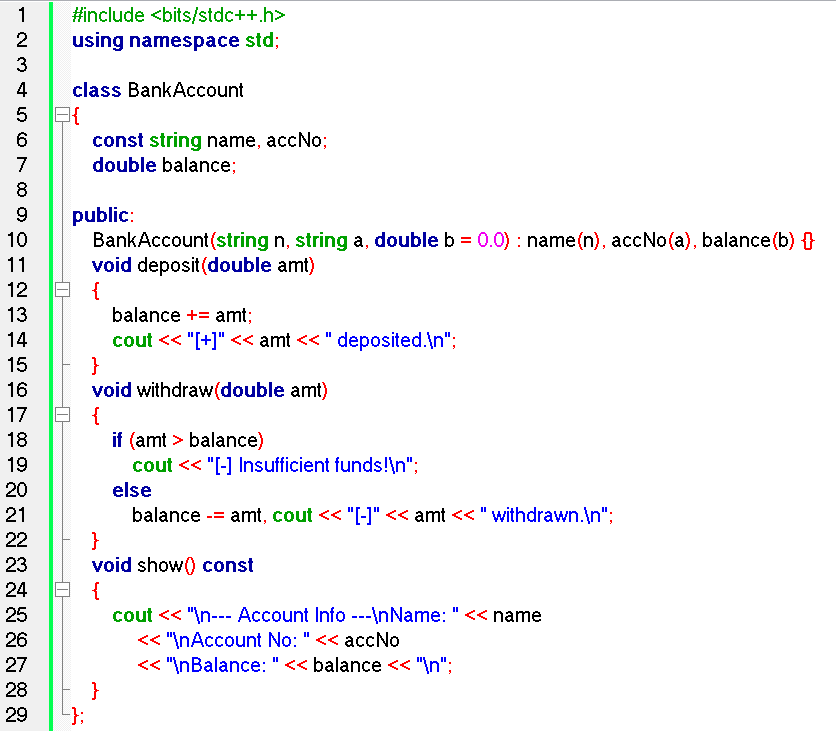 1 #include <bits/stdc++.h>
2 using namespace std;
3
4 class BankAccount
5 {
6 const string name, accNo;
7 double balance;
8
9 public:
10 BankAccount(string n, string a, double b = 0.0) : name(n), accNo(a), balance(b) {}
11 void deposit(double amt)
12 {
13 balance += amt;
14 cout << "[+]" << amt << " deposited.\n";
15 }
16 void withdraw(double amt)
17 {
18 if (amt > balance)
19 cout << "[-] Insufficient funds!\n";
20 else
21 balance -= amt, cout << "[-]" << amt << " withdrawn.\n";
22 }
23 void show() const
24 {
25 cout << "\n--- Account Info ---\nName: " << name
26 << "\nAccount No: " << accNo
27 << "\nBalance: " << balance << "\n";
28 }
29 };